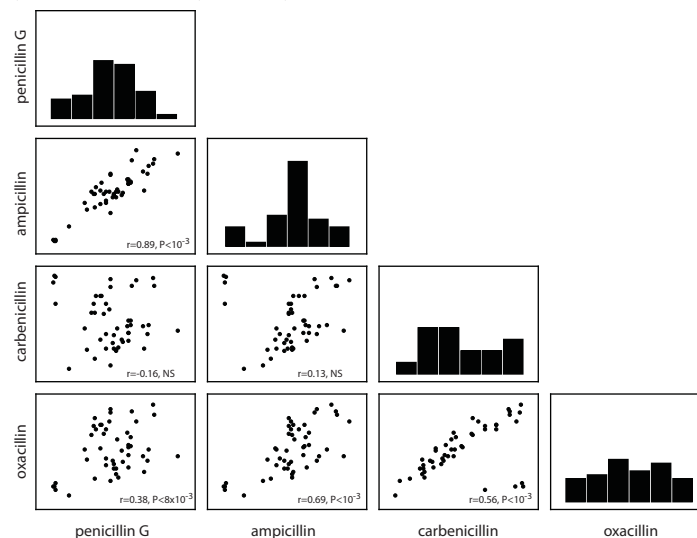 penicillin G
ampicillin
r=0.89, P<10-3
carbenicillin
r=-0.16, NS
r=0.13, NS
oxacillin
r=0.38, P<8x10-3
r=0.69, P<10-3
r=0.56, P<10-3
penicillin G
ampicillin
carbenicillin
oxacillin